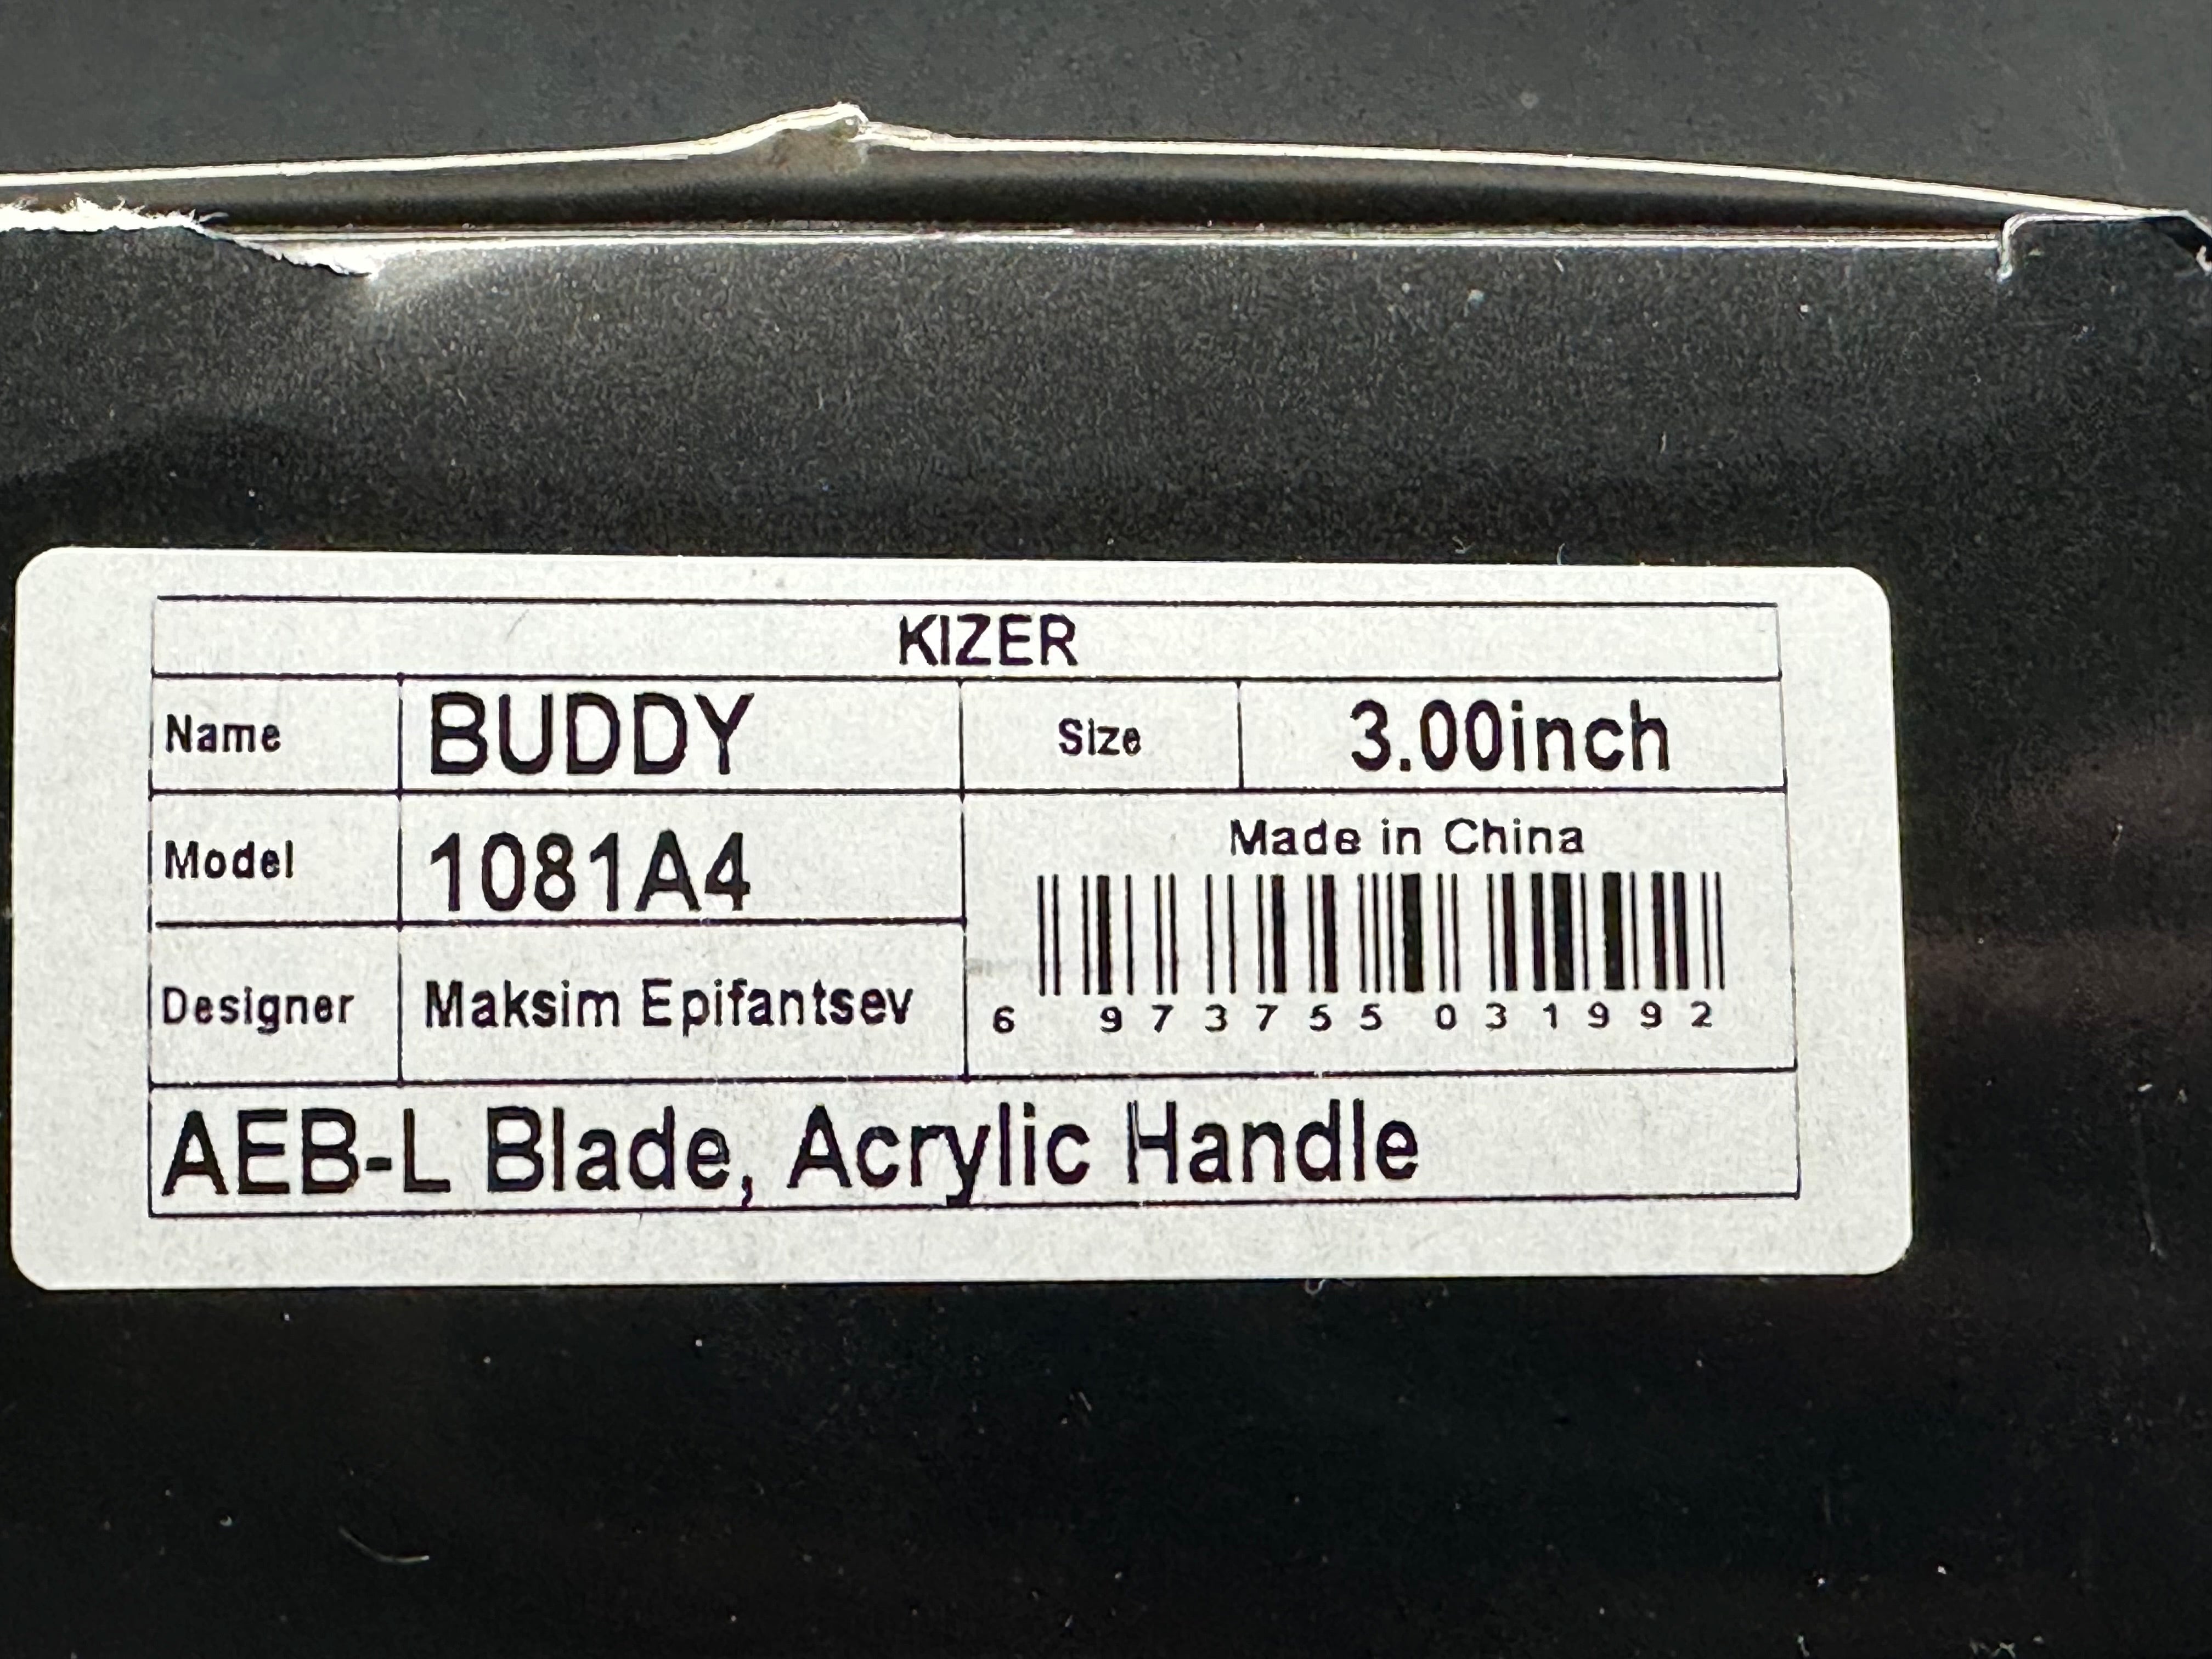 KIZER
Name BUDDY Size 3.00inch
Model 1081A4
Made in China
Designer Maksim Epifantsev
6 973755 031992
AEB-L Blade, Acrylic Handle